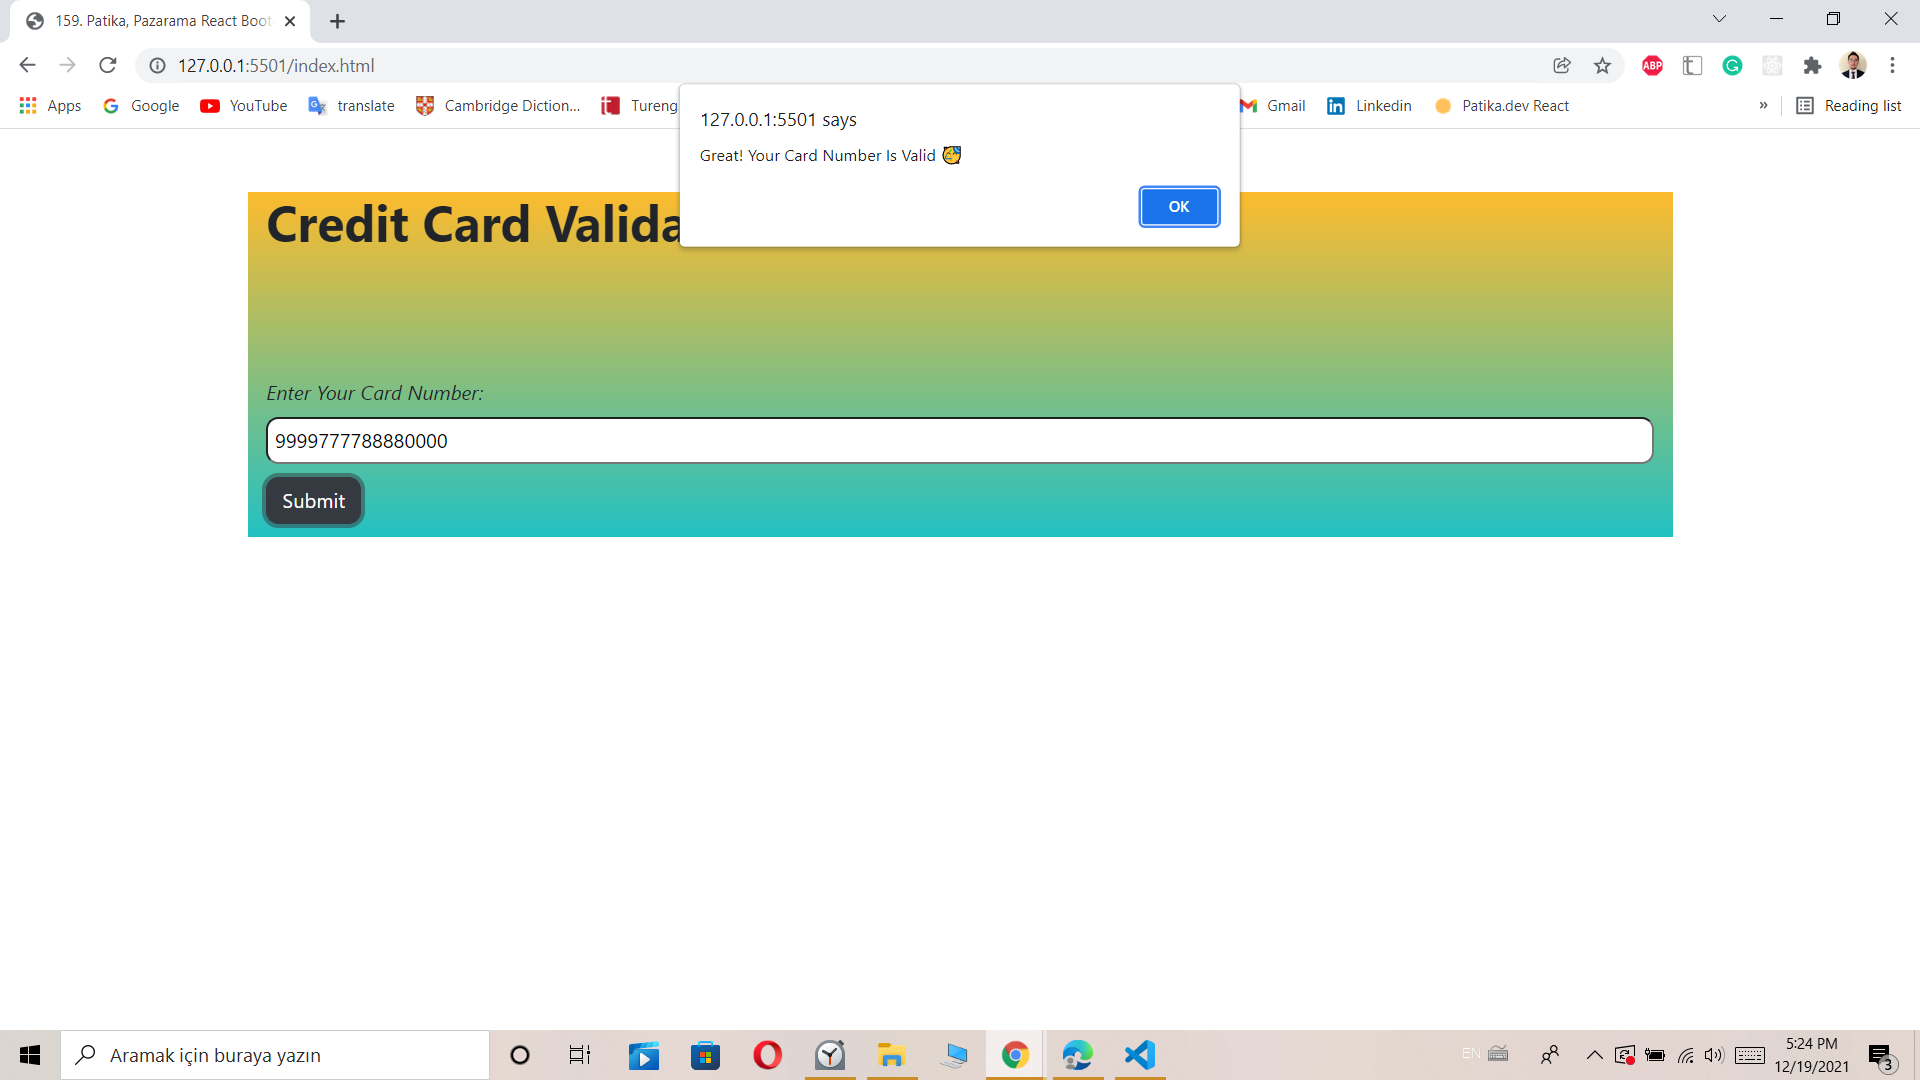 159. Patika, Pazarama React Boot
127.0.0.1:5501/index.html
ABP
Apps
Google
YouTube
translate
Cambridge Diction...
Tureng
Gmail
Linkedin
Patika.dev React
»
Reading list
127.0.0.1:5501 says
Great! Your Card Number Is Valid 🥳
OK
Credit Card Valida
Enter Your Card Number:
9999777788880000
Submit
Aramak için buraya yazın
EN
5:24 PM
12/19/2021
3